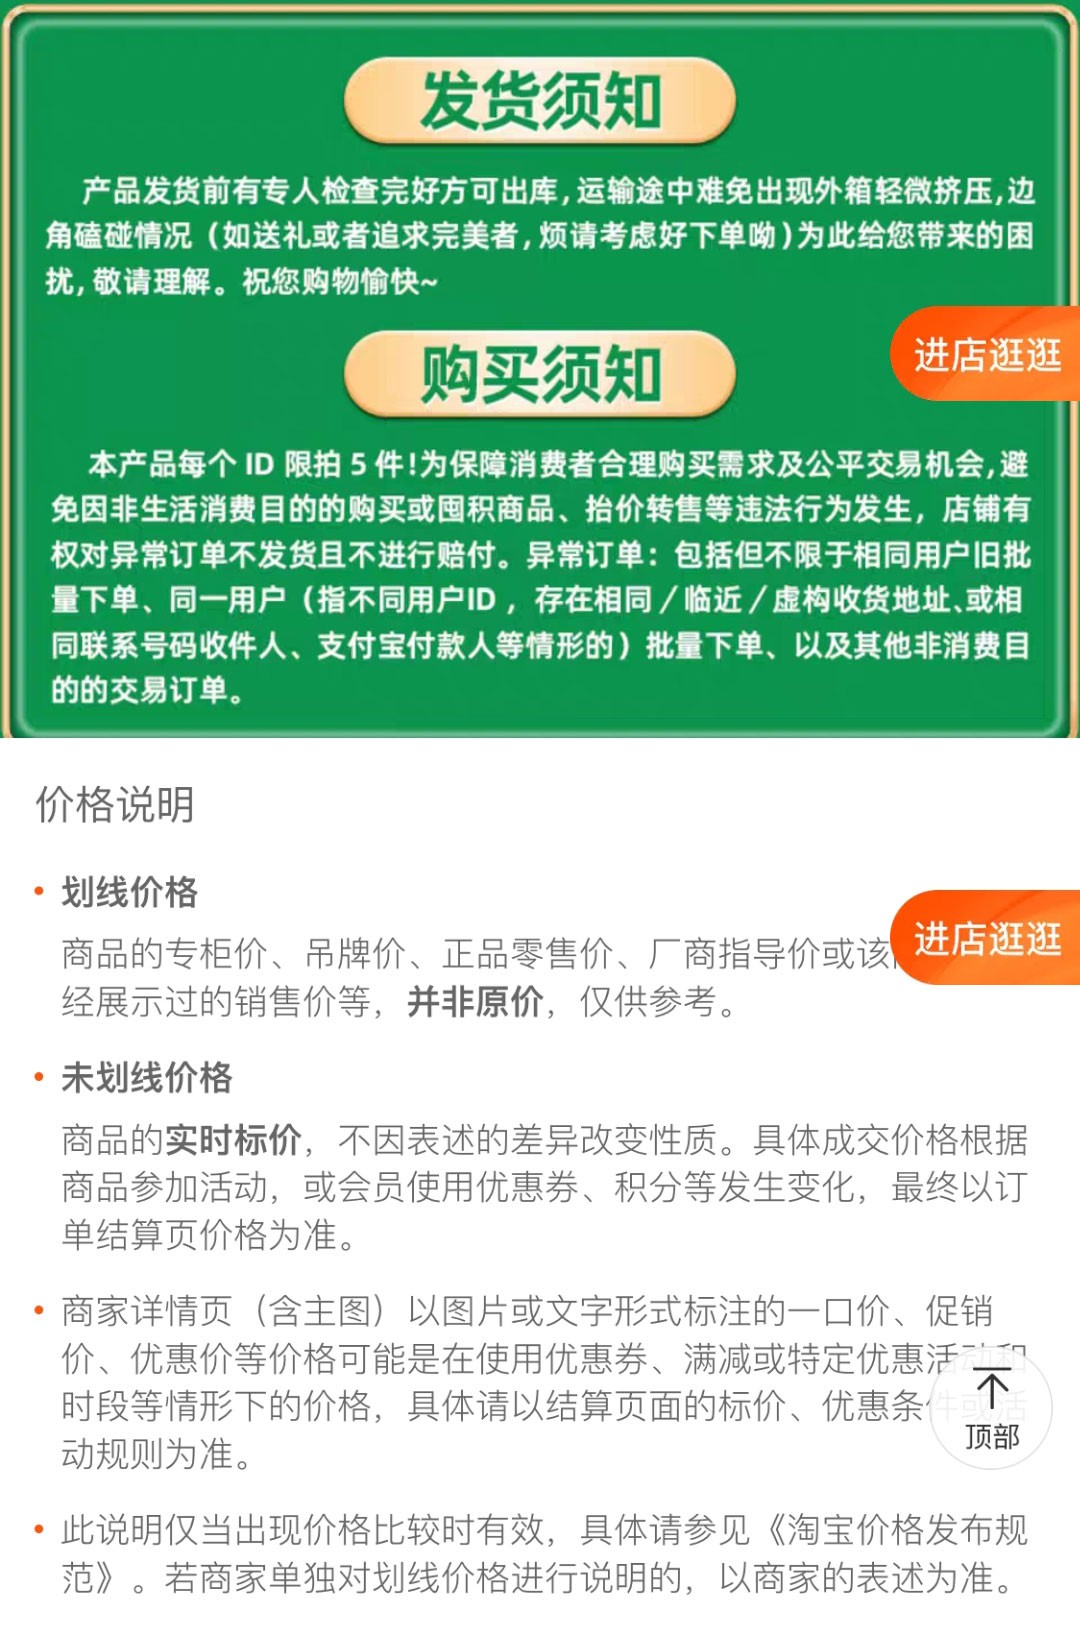 发货须知
产品发货前有专人检查完好方可出库,运输途中难免出现外箱轻微挤压,边
角磕碰情况（如送礼或者追求完美者,烦请考虑好下单呦)为此给您带来的困
扰,敬请理解。祝您购物愉快~
进店逛逛
购买须知
本产品每个 ID 限拍 5 件!为保障消费者合理购买需求及公平交易机会,避
免因非生活消费目的的购买或囤积商品、抬价转售等违法行为发生，店铺有
权对异常订单不发货且不进行赔付。异常订单：包括但不限于相同用户旧批
量下单、同一用户（指不同用户ID，存在相同/临近/虚构收货地址、或相
同联系号码收件人、支付宝付款人等情形的）批量下单、以及其他非消费目
的的交易订单。
价格说明
划线价格
进店逛逛
商品的专柜价、吊牌价、正品零售价、厂商指导价或该
经展示过的销售价等，并非原价，仅供参考。
未划线价格
商品的实时标价，不因表述的差异改变性质。具体成交价格根据
商品参加活动，或会员使用优惠券、积分等发生变化，最终以订
单结算页价格为准。
商家详情页（含主图）以图片或文字形式标注的一口价、促销
价、优惠价等价格可能是在使用优惠券、满减或特定优惠活动和
时段等情形下的价格，具体请以结算页面的标价、优惠条件或活
动规则为准。
顶部
此说明仅当出现价格比较时有效，具体请参见《淘宝价格发布规
范》。若商家单独对划线价格进行说明的，以商家的表述为准。